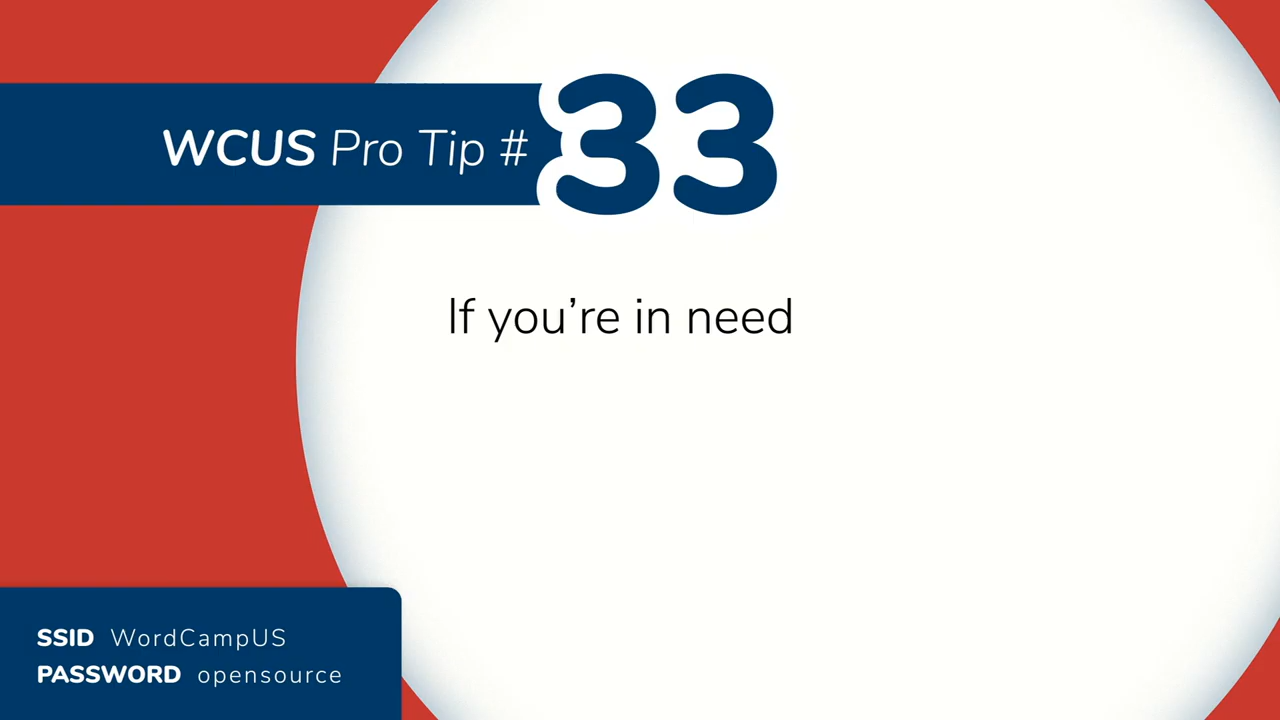 WCUS Pro Tip # 33
If you’re in need
SSID WordCampUS
PASSWORD opensource